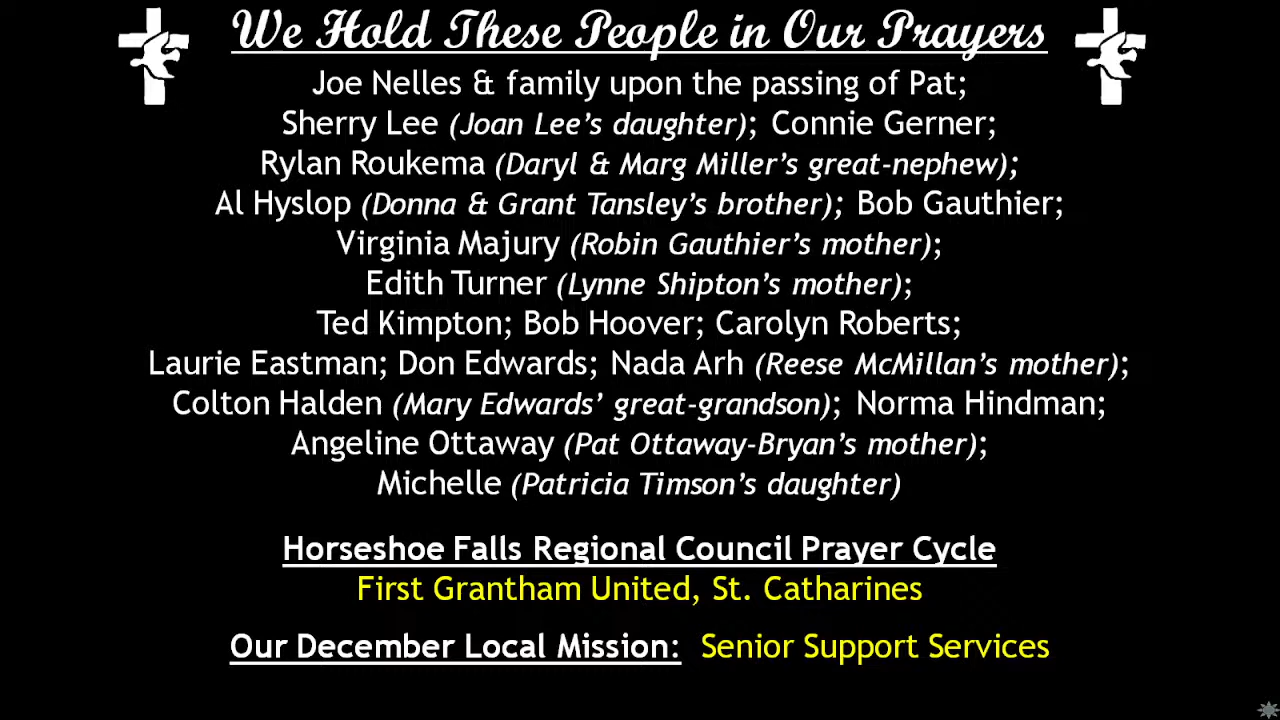 We Hold These People in Our Prayers
Joe Nelles & family upon the passing of Pat;
Sherry Lee (Joan Lee’s daughter); Connie Gerner;
Rylan Roukema (Daryl & Marg Miller’s great-nephew);
Al Hyslop (Donna & Grant Tansley’s brother); Bob Gauthier;
Virginia Majury (Robin Gauthier’s mother);
Edith Turner (Lynne Shipton’s mother);
Ted Kimpton; Bob Hoover; Carolyn Roberts;
Laurie Eastman; Don Edwards; Nada Arh (Reese McMillan’s mother);
Colton Halden (Mary Edwards’ great-grandson); Norma Hindman;
Angeline Ottaway (Pat Ottaway-Bryan’s mother);
Michelle (Patricia Timson’s daughter)
Horseshoe Falls Regional Council Prayer Cycle
First Grantham United, St. Catharines
Our December Local Mission: Senior Support Services